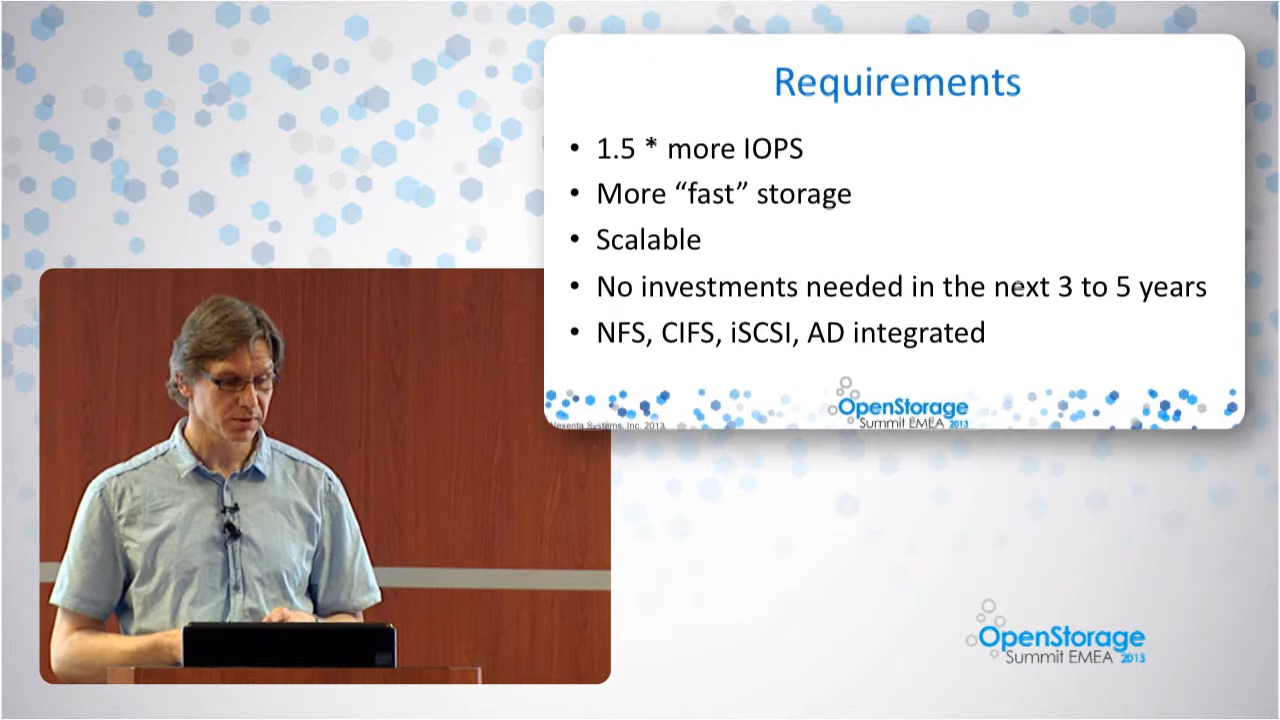 Requirements
• 1.5 * more IOPS
• More “fast” storage
• Scalable
• No investments needed in the next 3 to 5 years
• NFS, CIFS, iSCSI, AD integrated
OpenStorage
Summit EMEA 2013
Nexenta Systems, Inc. 2013
OpenStorage
Summit EMEA 2013